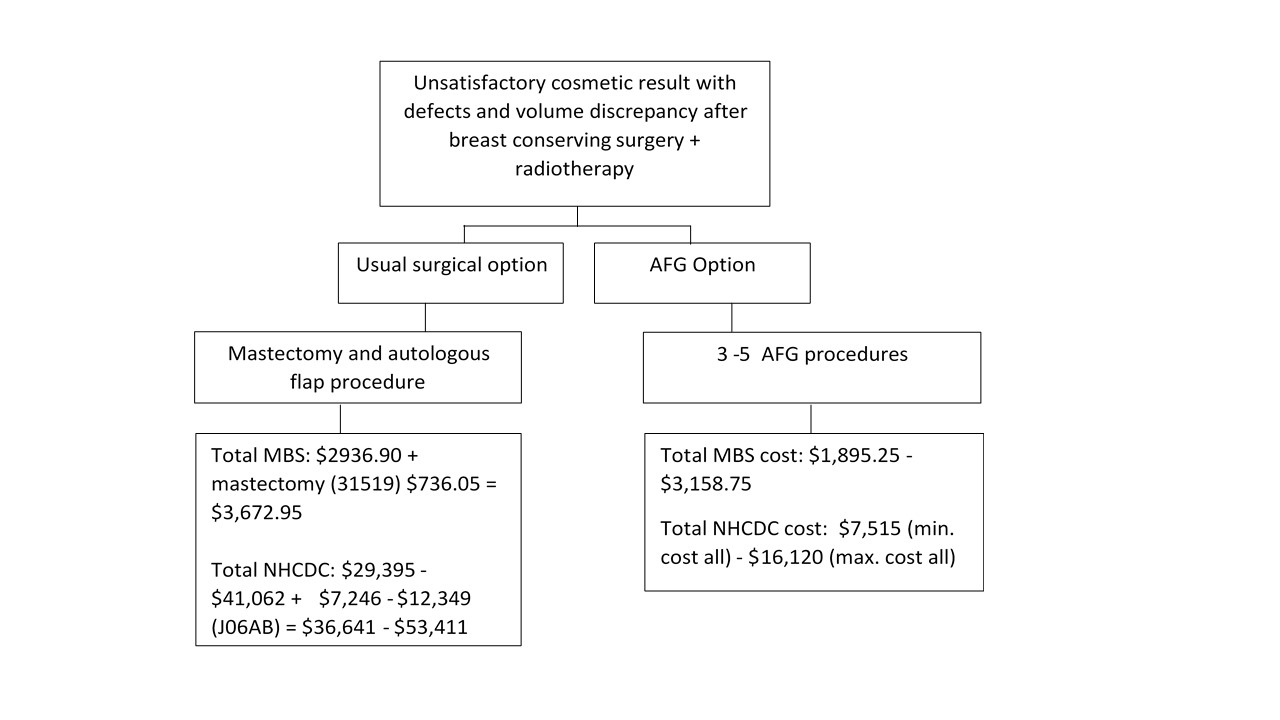 Unsatisfactory cosmetic result with
defects and volume discrepancy after
breast conserving surgery +
radiotherapy
Usual surgical option
AFG Option
Mastectomy and autologous
flap procedure
3 -5  AFG procedures
Total MBS: $2936.90 +
mastectomy (31519) $736.05 =
$3,672.95
Total NHCDC: $29,395 -
$41,062 +   $7,246 - $12,349
(J06AB) = $36,641 - $53,411
Total MBS cost: $1,895.25 -
$3,158.75
Total NHCDC cost:  $7,515 (min.
cost all) - $16,120 (max. cost all)